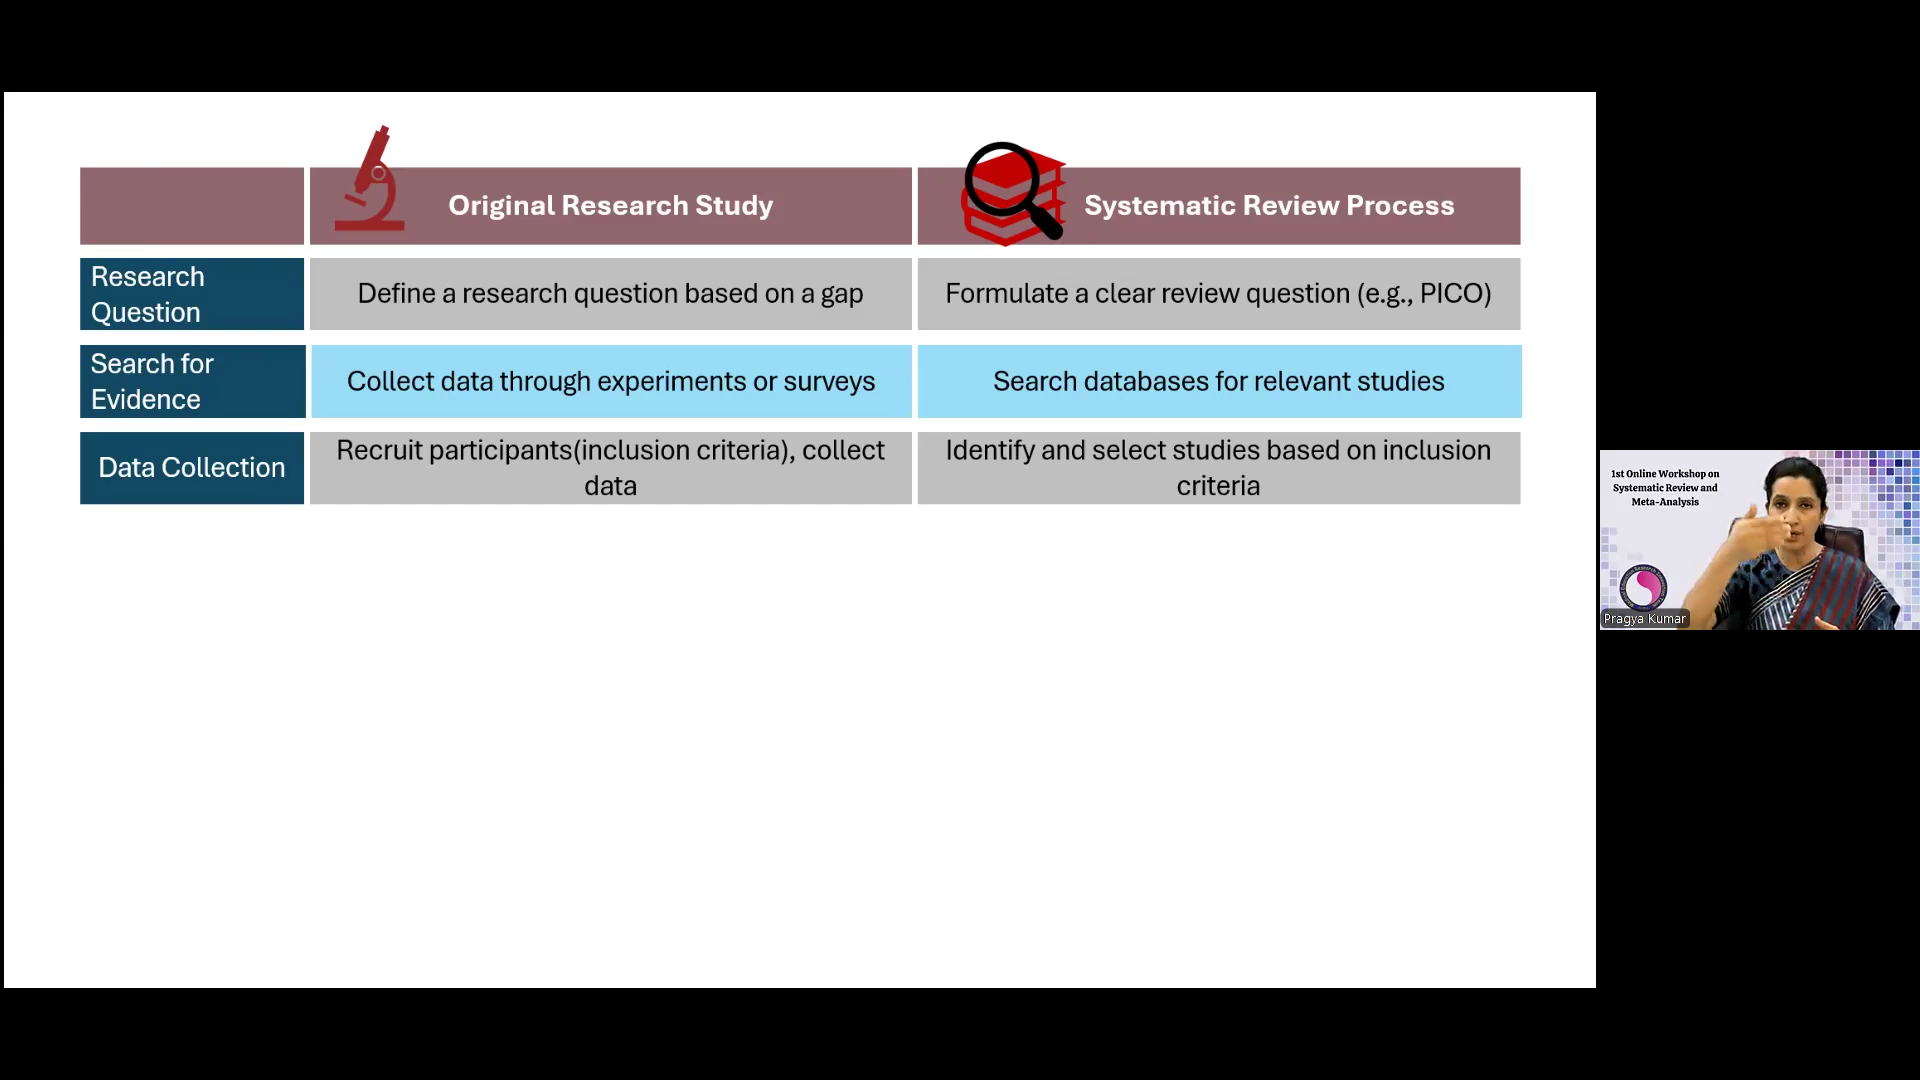 Original Research Study
Systematic Review Process
Research
Question
Define a research question based on a gap
Formulate a clear review question (e.g., PICO)
Search for
Evidence
Collect data through experiments or surveys
Search databases for relevant studies
Data Collection
Recruit participants(inclusion criteria), collect
data
Identify and select studies based on inclusion
criteria
1st Online Workshop on
Systematic Review and
Meta-Analysis
Pragya Kumar